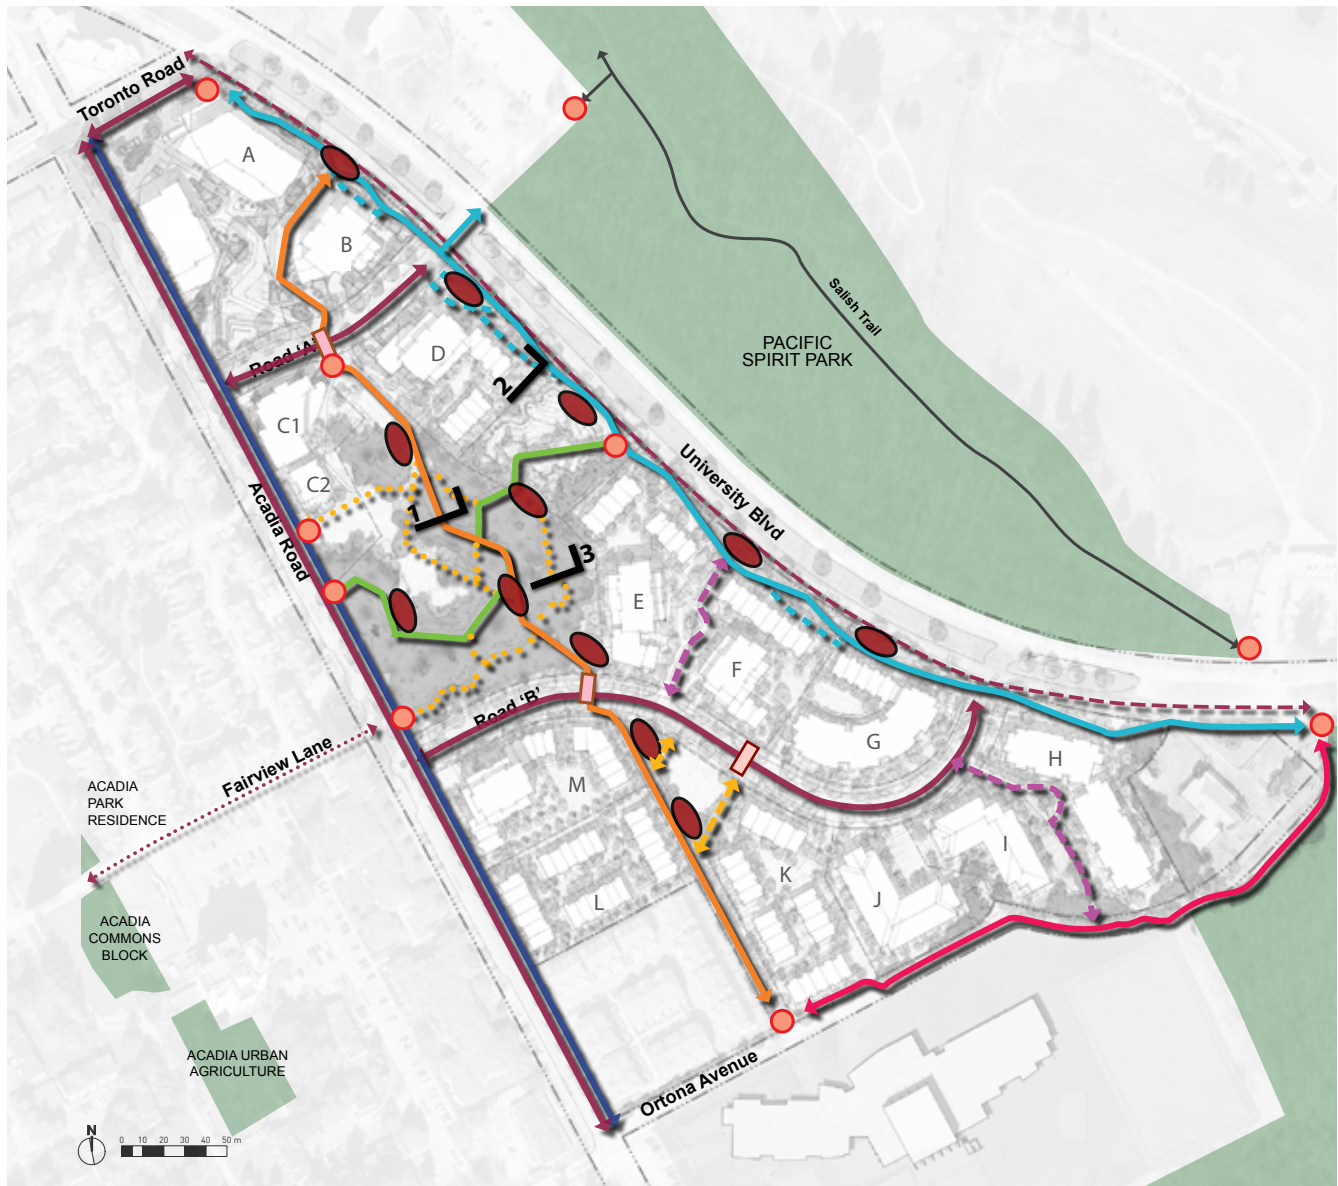 Toronto Road
A
B
Salish Trail
PACIFIC
SPIRIT PARK
Road 'A'
D
2
C1
C2
University Blvd
1
Acadia Road
3
E
F
Road 'B'
G
H
Fairview Lane
ACADIA
PARK
RESIDENCE
M
I
K
J
L
ACADIA
COMMONS
BLOCK
ACADIA URBAN
AGRICULTURE
Ortona Avenue
N
0 10 20 30 40 50 m